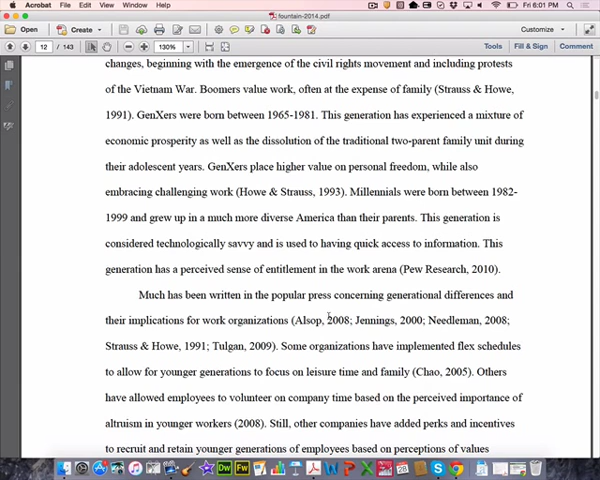 Acrobat File Edit View Window Help Fri 6:01 PM
fountain-2014.pdf
Open Create Customize
12 / 143 130% Tools Fill & Sign Comment
changes, beginning with the emergence of the civil rights movement and including protests
of the Vietnam War. Boomers value work, often at the expense of family (Strauss & Howe,
1991). GenXers were born between 1965-1981. This generation has experienced a mixture of
economic prosperity as well as the dissolution of the traditional two-parent family unit during
their adolescent years. GenXers place higher value on personal freedom, while also
embracing challenging work (Howe & Strauss, 1993). Millennials were born between 1982-
1999 and grew up in a much more diverse America than their parents. This generation is
considered technologically savvy and is used to having quick access to information. This
generation has a perceived sense of entitlement in the work arena (Pew Research, 2010).
Much has been written in the popular press concerning generational differences and
their implications for work organizations (Alsop, 2008; Jennings, 2000; Needleman, 2008;
Strauss & Howe, 1991; Tulgan, 2009). Some organizations have implemented flex schedules
to allow for younger generations to focus on leisure time and family (Chao, 2005). Others
have allowed employees to volunteer on company time based on the perceived importance of
altruism in younger workers (2008). Still, other companies have added perks and incentives
to recruit and retain younger generations of employees based on perceptions of values
Dw Fw 28